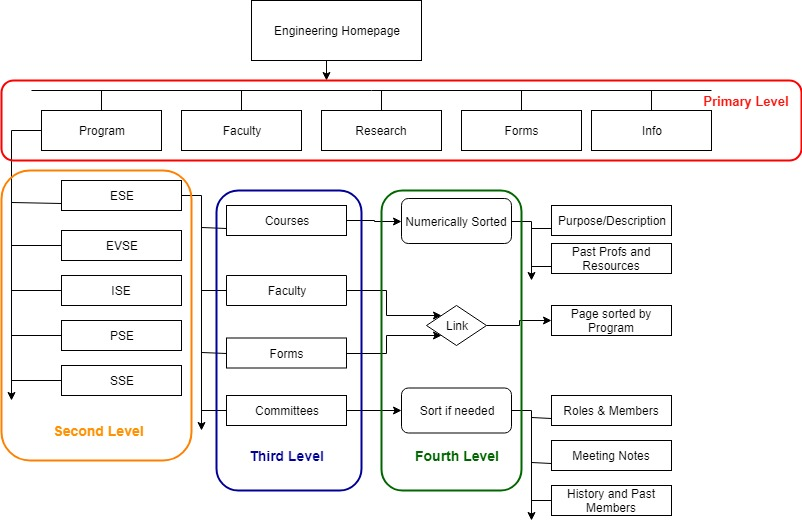 Engineering Homepage
Primary Level
Program
Faculty
Research
Forms
Info
ESE
EVSE
ISE
PSE
SSE
Second Level
Courses
Faculty
Forms
Committees
Third Level
Numerically Sorted
Link
Sort if needed
Fourth Level
Purpose/Description
Past Profs and
Resources
Page sorted by
Program
Roles & Members
Meeting Notes
History and Past
Members